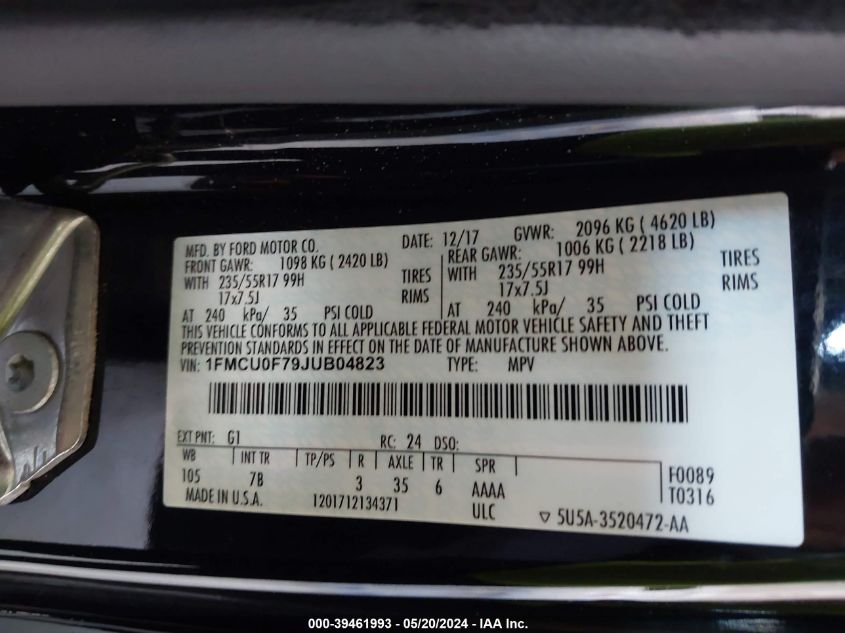 MFD. BY FORD MOTOR CO. DATE: 12/17 GVWR: 2096 KG ( 4620 LB)
FRONT GAWR: 1098 KG ( 2420 LB) REAR GAWR: 1006 KG ( 2218 LB)
WITH 235/55R17 99H TIRES WITH 235/55R17 99H TIRES
17x7.5J RIMS 17x7.5J RIMS
AT 240 kPa/ 35 PSI COLD AT 240 kPa/ 35 PSI COLD
THIS VEHICLE CONFORMS TO ALL APPLICABLE FEDERAL MOTOR VEHICLE SAFETY AND THEFT
PREVENTION STANDARDS IN EFFECT ON THE DATE OF MANUFACTURE SHOWN ABOVE.
VIN: 1FMCU0F79JUB04823 TYPE: MPV
EXT PNT: G1 RC: 24 DSO:
WB INT TR TP/PS R AXLE TR SPR F0089
105 7B 3 35 6 AAAA T0316
MADE IN U.S.A. 1201712134371 ULC ▽ 5U5A-3520472-AA
000-39461993 - 05/20/2024 - IAA Inc.